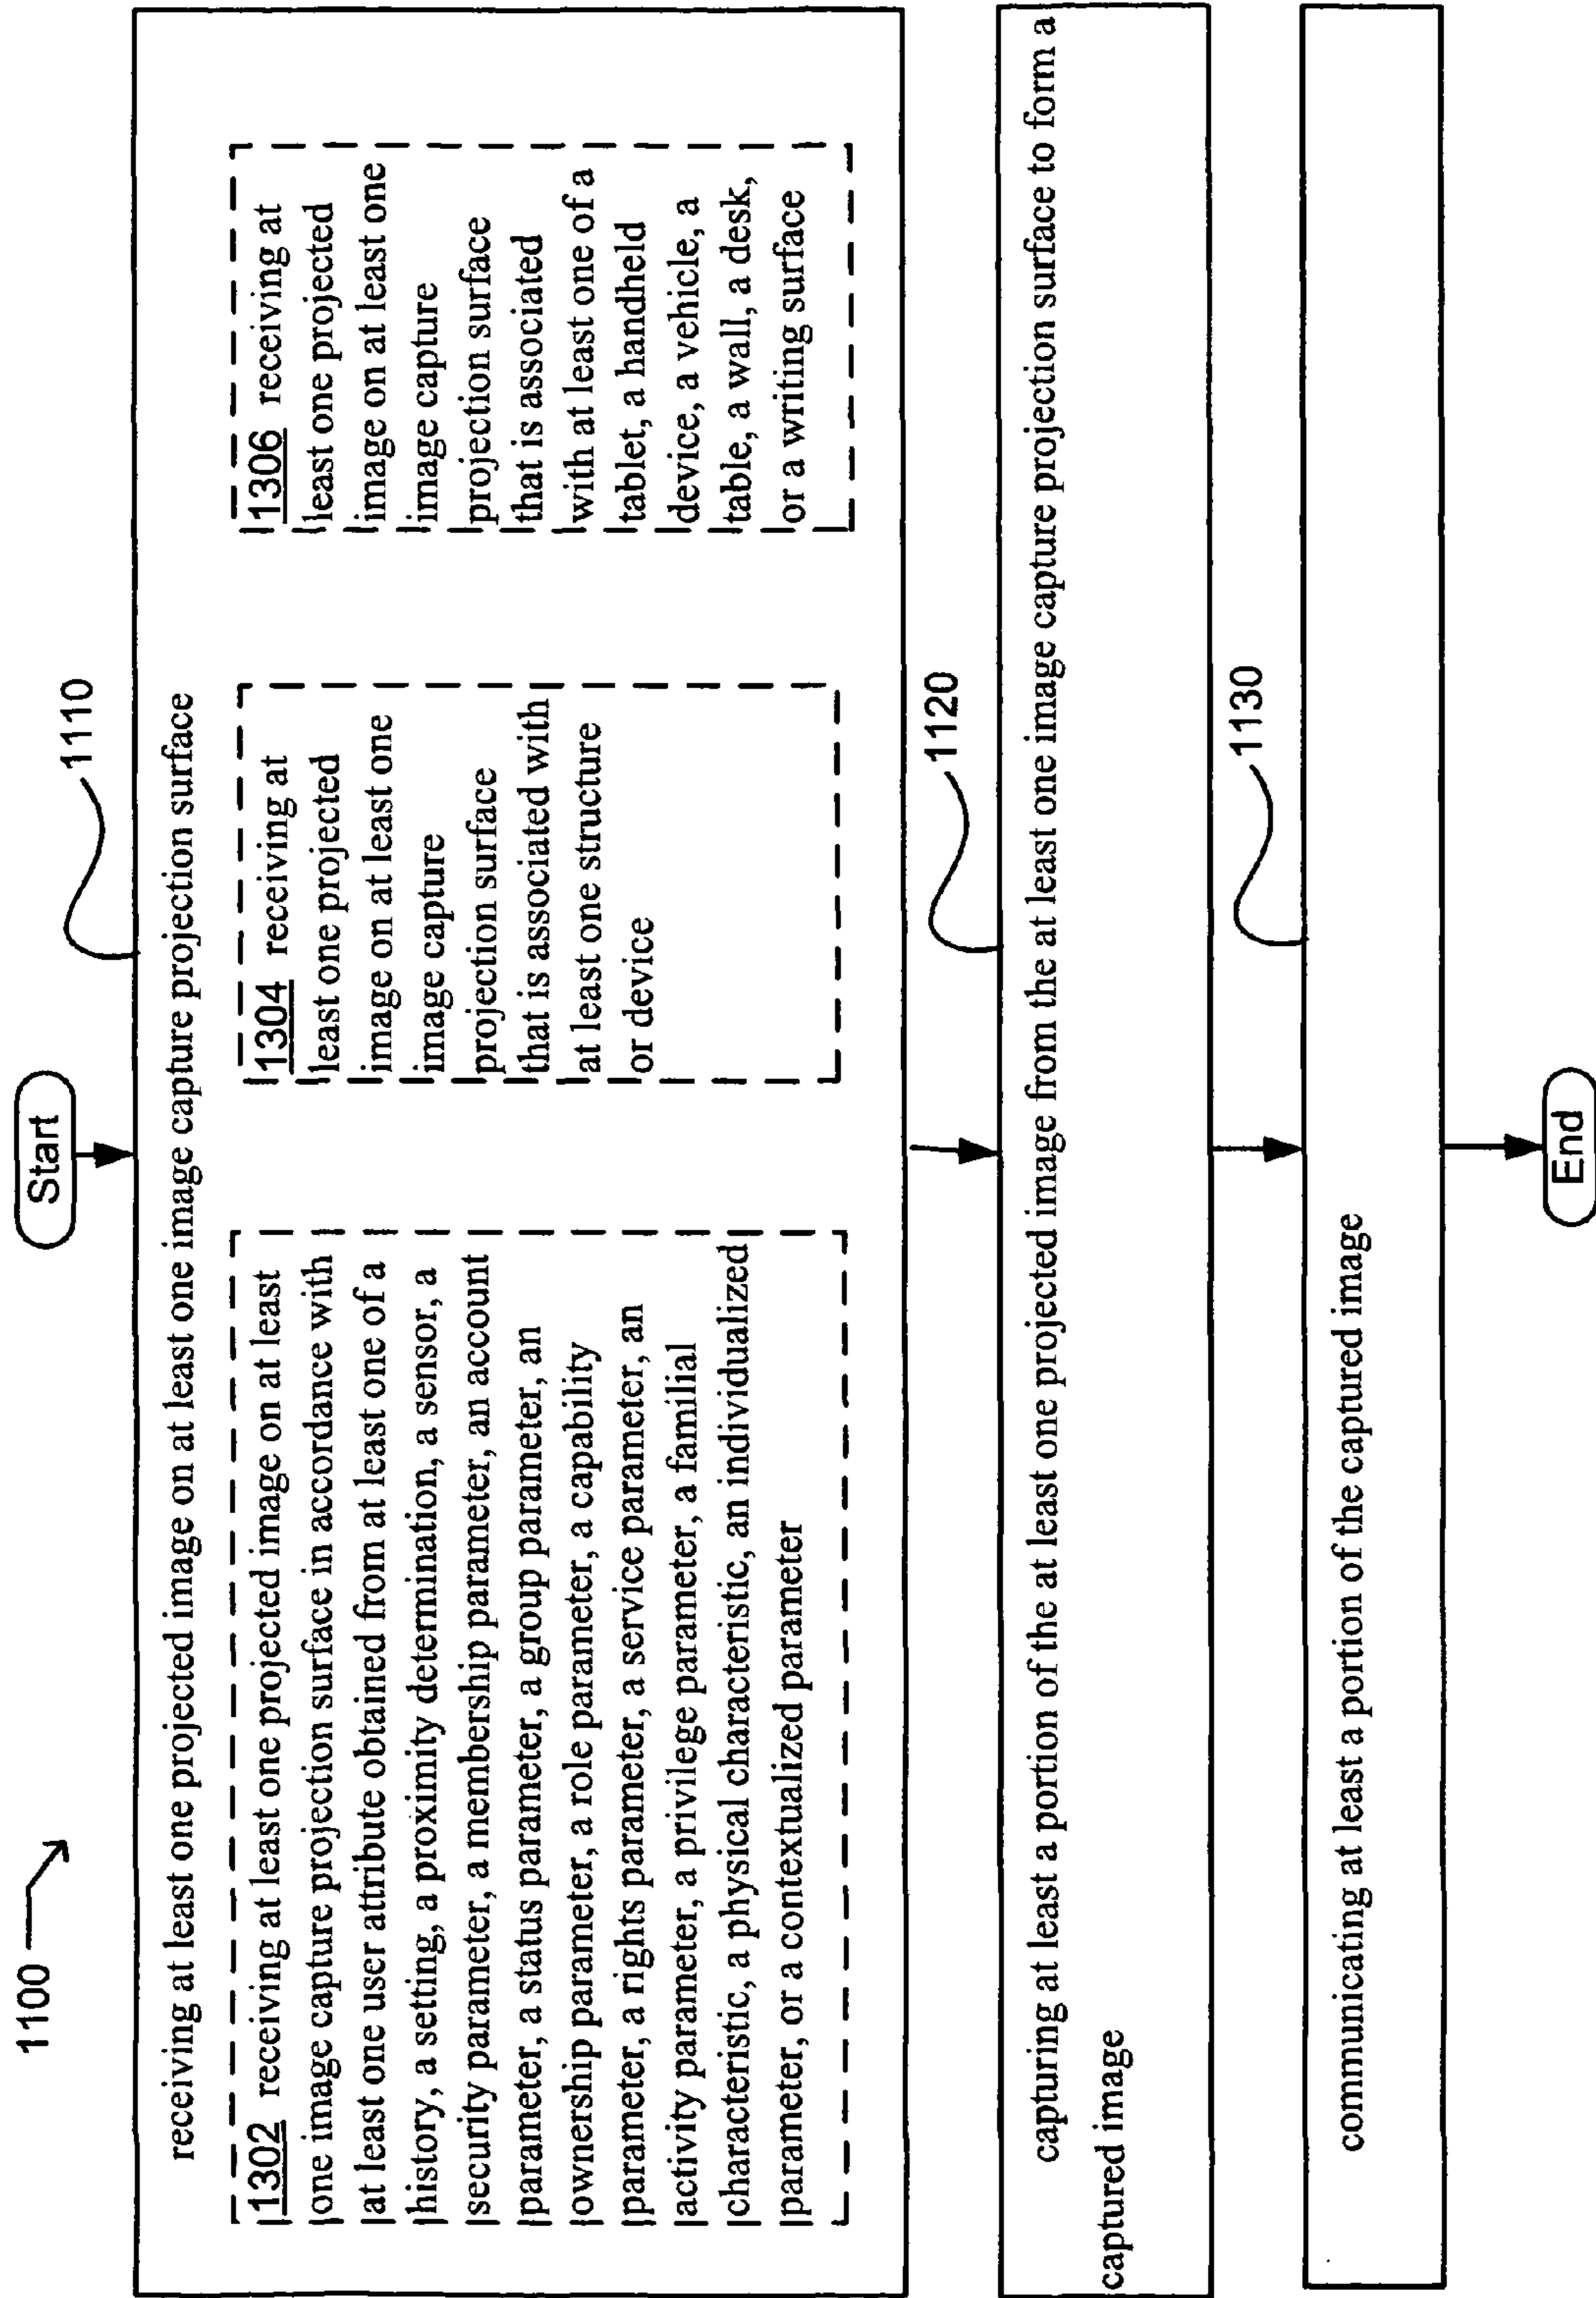 1100
Start
1110
receiving at least one projected image on at least one image capture projection surface
1302 receiving at least one projected image on at least
one image capture projection surface in accordance with
at least one user attribute obtained from at least one of a
history, a setting, a proximity determination, a sensor, a
security parameter, a membership parameter, an account
parameter, a status parameter, a group parameter, an
ownership parameter, a role parameter, a capability
parameter, a rights parameter, a service parameter, an
activity parameter, a privilege parameter, a familial
characteristic, a physical characteristic, an individualized
parameter, or a contextualized parameter
1304 receiving at
least one projected
image on at least one
image capture
projection surface
that is associated with
at least one structure
or device
1306 receiving at
least one projected
image on at least one
image capture
projection surface
that is associated
with at least one of a
tablet, a handheld
device, a vehicle, a
table, a wall, a desk,
or a writing surface
1120
capturing at least a portion of the at least one projected image from the at least one image capture projection surface to form a
captured image
1130
communicating at least a portion of the captured image
End